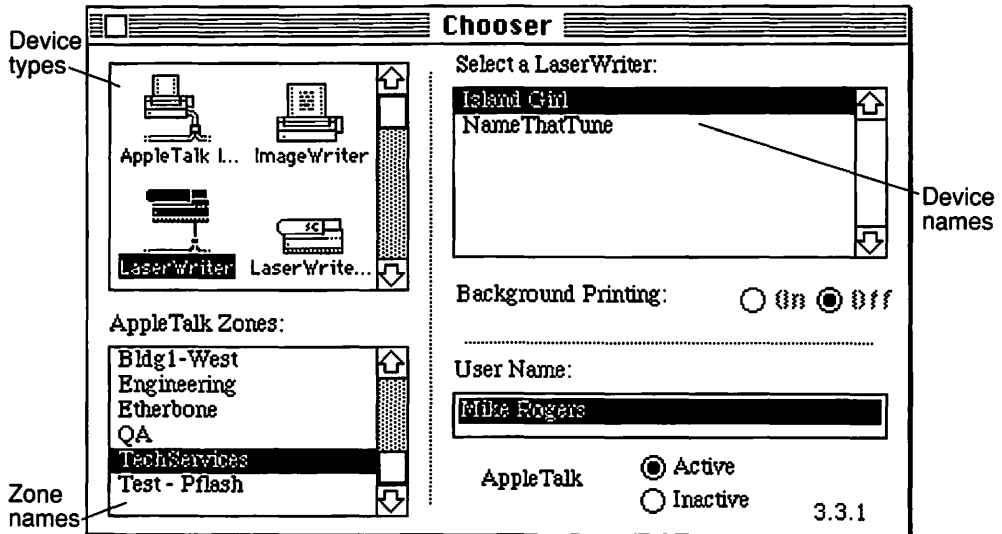 Chooser
Device
types
AppleTalk I...
ImageWriter
LaserWriter
LaserWrite...
SC
Select a LaserWriter:
Island Girl
NameThatTune
Device
names
Background Printing:
On
Off
AppleTalk Zones:
Bldg1-West
Engineering
Etherbone
QA
TechServices
Test - Pflash
Zone
names
User Name:
Mike Rogers
AppleTalk
Active
Inactive
3.3.1